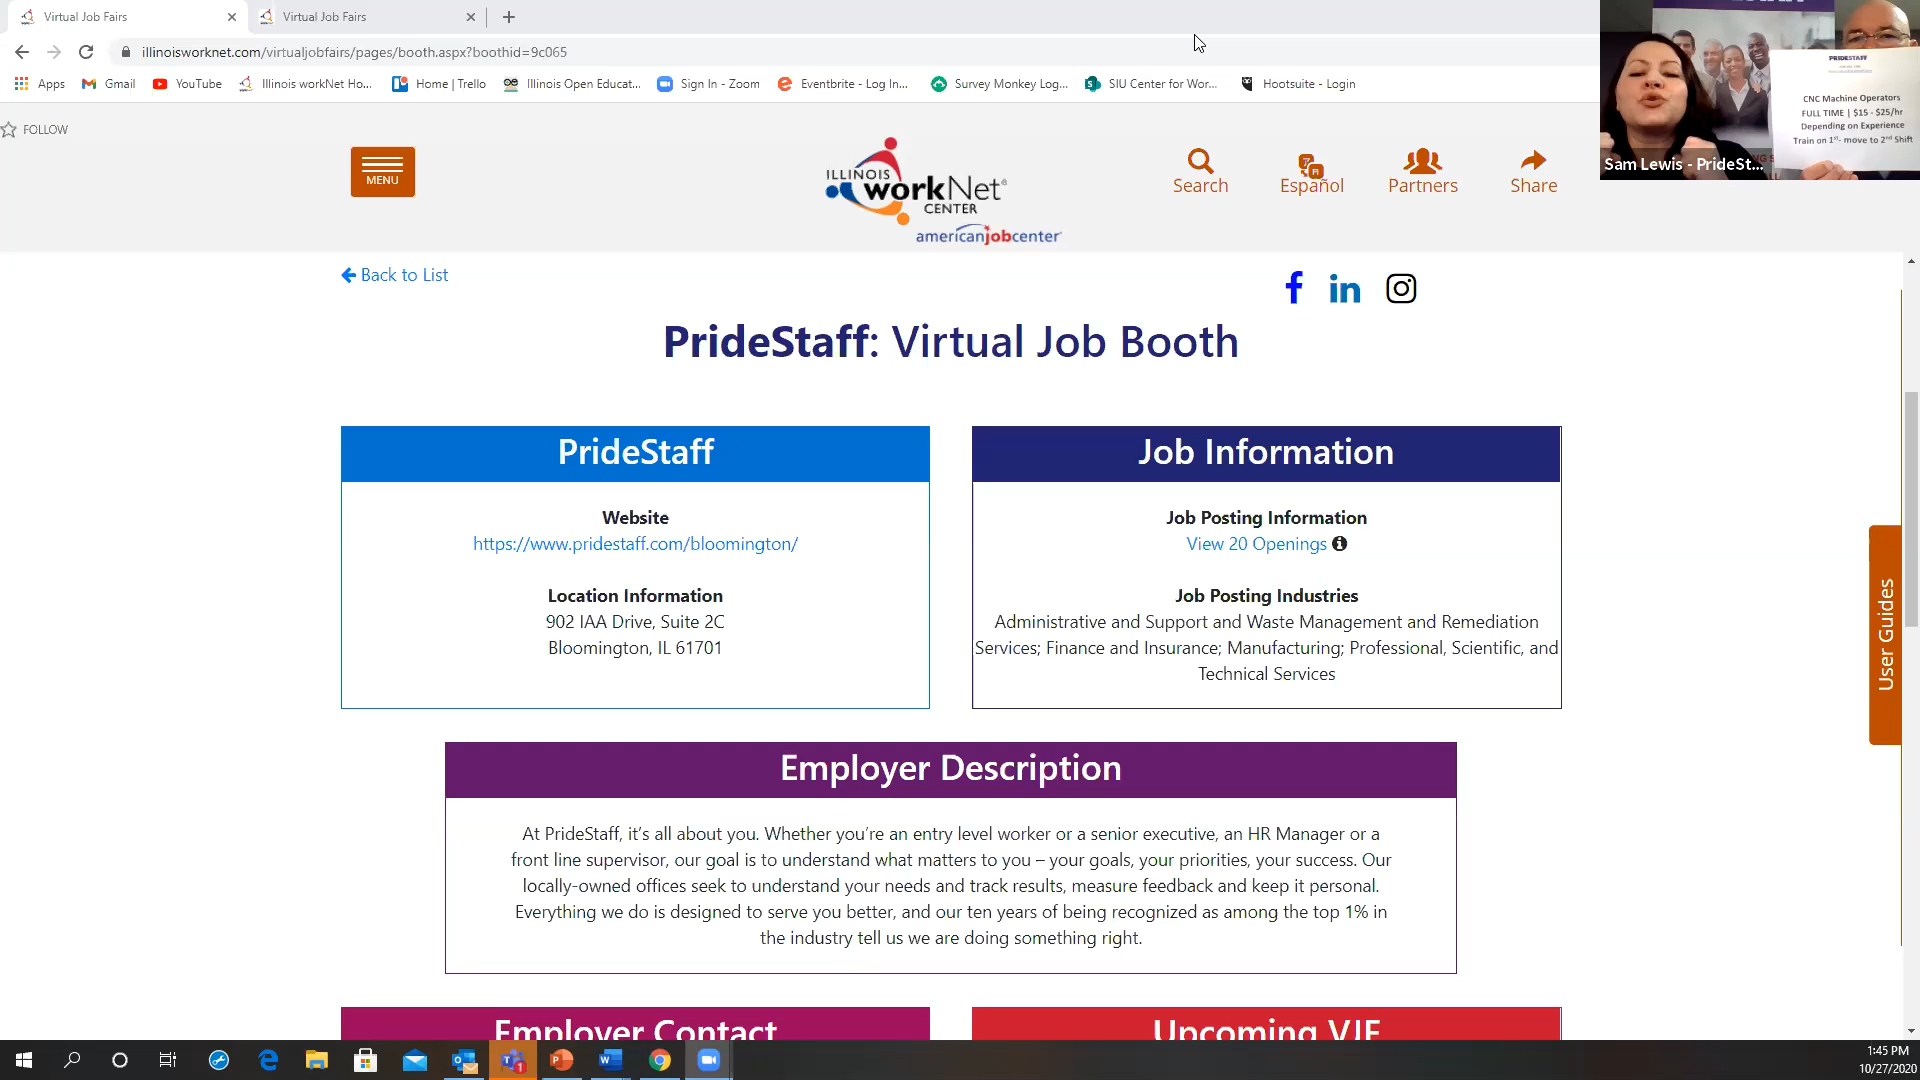 Virtual Job Fairs
Virtual Job Fairs
illinoisworknet.com/virtualjobfairs/pages/booth.aspx?boothid=9c065
Apps
Gmail
YouTube
Illinois workNet Ho...
Home | Trello
Illinois Open Educat...
Sign In - Zoom
Eventbrite - Log In...
Survey Monkey Log...
SIU Center for Wor...
Hootsuite - Login
PRIDESTAFF
CNC Machine Operators
FULL TIME | $15 - $25/hr
Depending on Experience
Train on 1st- move to 2nd Shift
Sam Lewis - PrideSt...
FOLLOW
MENU
ILLINOIS
workNet®
CENTER
americanjobcenter
Search
Español
Partners
Share
Back to List
PrideStaff: Virtual Job Booth
PrideStaff
Website
https://www.pridestaff.com/bloomington/
Location Information
902 IAA Drive, Suite 2C
Bloomington, IL 61701
Job Information
Job Posting Information
View 20 Openings
Job Posting Industries
Administrative and Support and Waste Management and Remediation
Services; Finance and Insurance; Manufacturing; Professional, Scientific, and
Technical Services
User Guides
Employer Description
At PrideStaff, it's all about you. Whether you're an entry level worker or a senior executive, an HR Manager or a
front line supervisor, our goal is to understand what matters to you – your goals, your priorities, your success. Our
locally-owned offices seek to understand your needs and track results, measure feedback and keep it personal.
Everything we do is designed to serve you better, and our ten years of being recognized as among the top 1% in
the industry tell us we are doing something right.
Employer Contact
Upcoming VJF
1:45 PM
10/27/2020